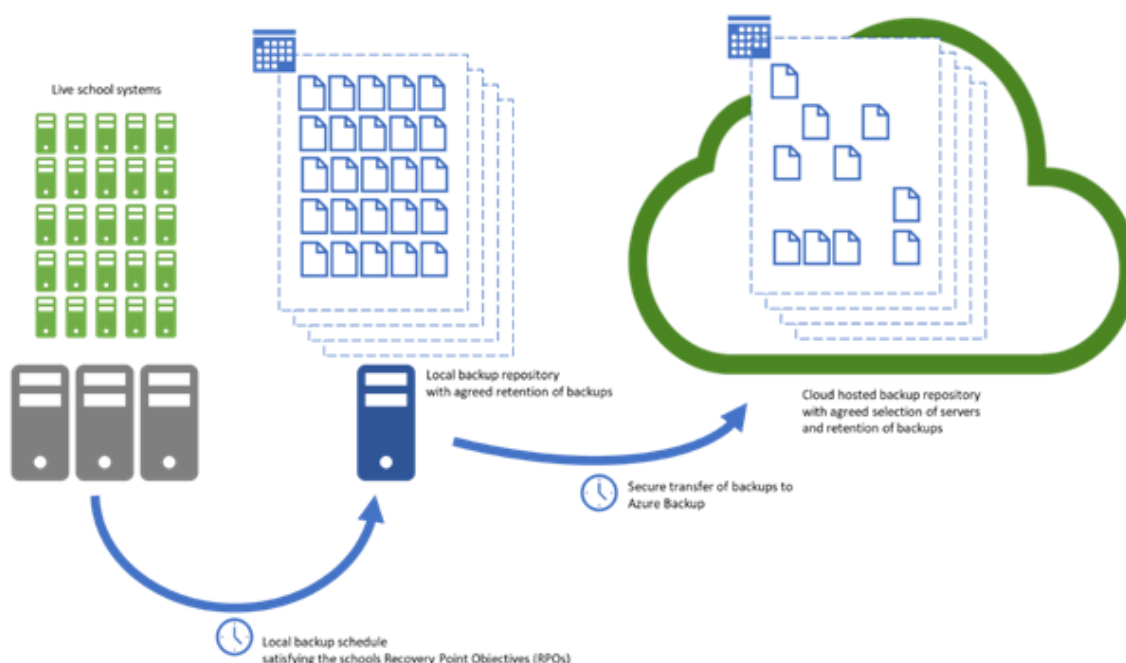 Live school systems
Local backup repository
with agreed retention of backups
Cloud hosted backup repository
with agreed selection of servers
and retention of backups
Secure transfer of backups to
Azure Backup
Local backup schedule
satisfying the schools Recovery Point Objectives (RPOs)